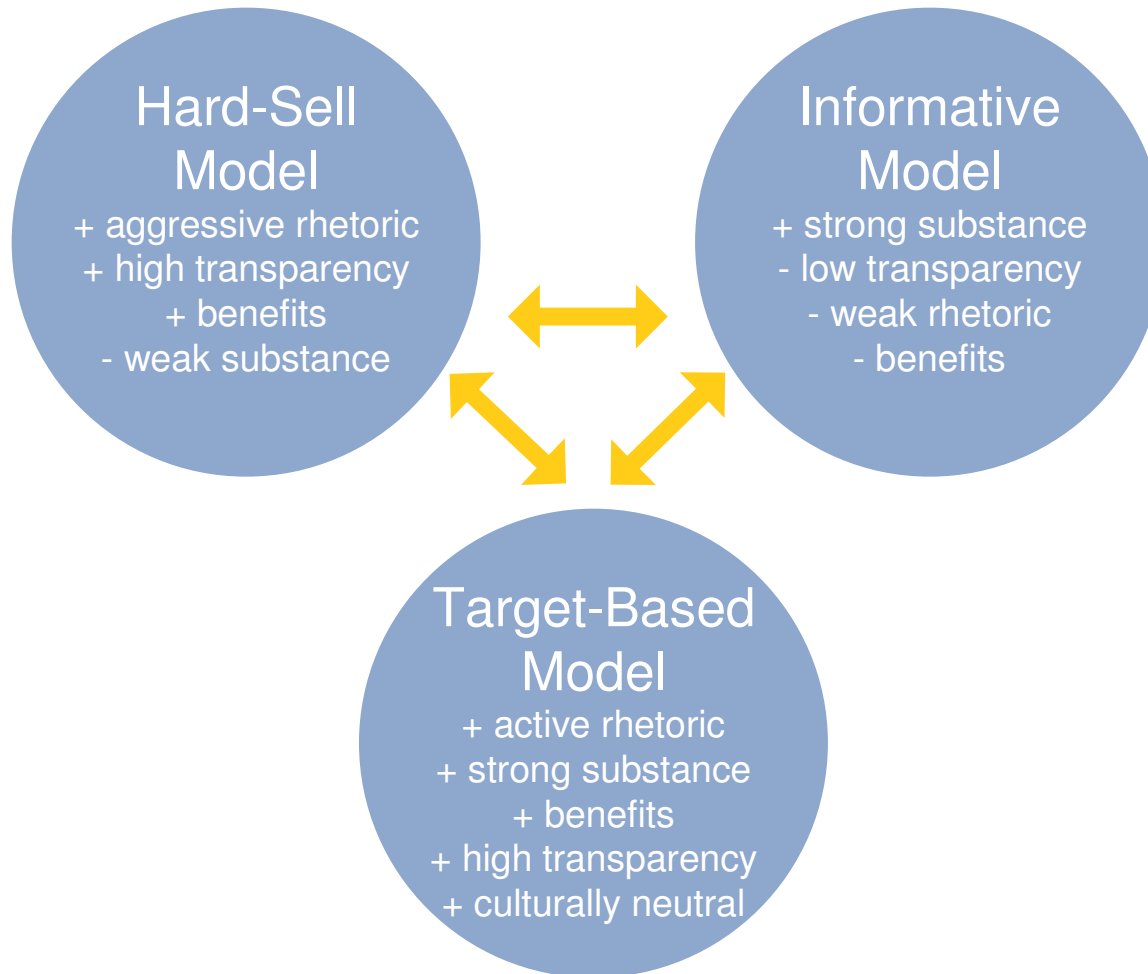 Hard-Sell
Model
+ aggressive rhetoric
+ high transparency
+ benefits
- weak substance
Informative
Model
+ strong substance
- low transparency
- weak rhetoric
- benefits
Target-Based
Model
+ active rhetoric
+ strong substance
+ benefits
+ high transparency
+ culturally neutral